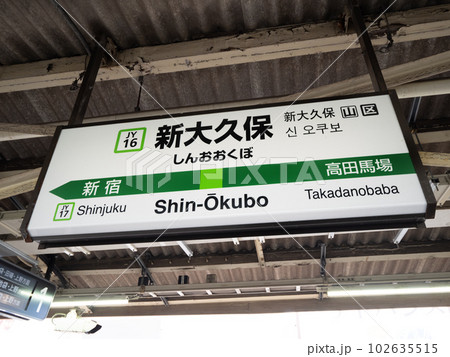 JY
16
新大久保
しんおおくぼ
新大久保 山 区
신 오쿠보
新宿
高田馬場
JY
17
Shinjuku
Shin-Ōkubo
Takadanobaba
PIXTA
pixta.jp - 102635515